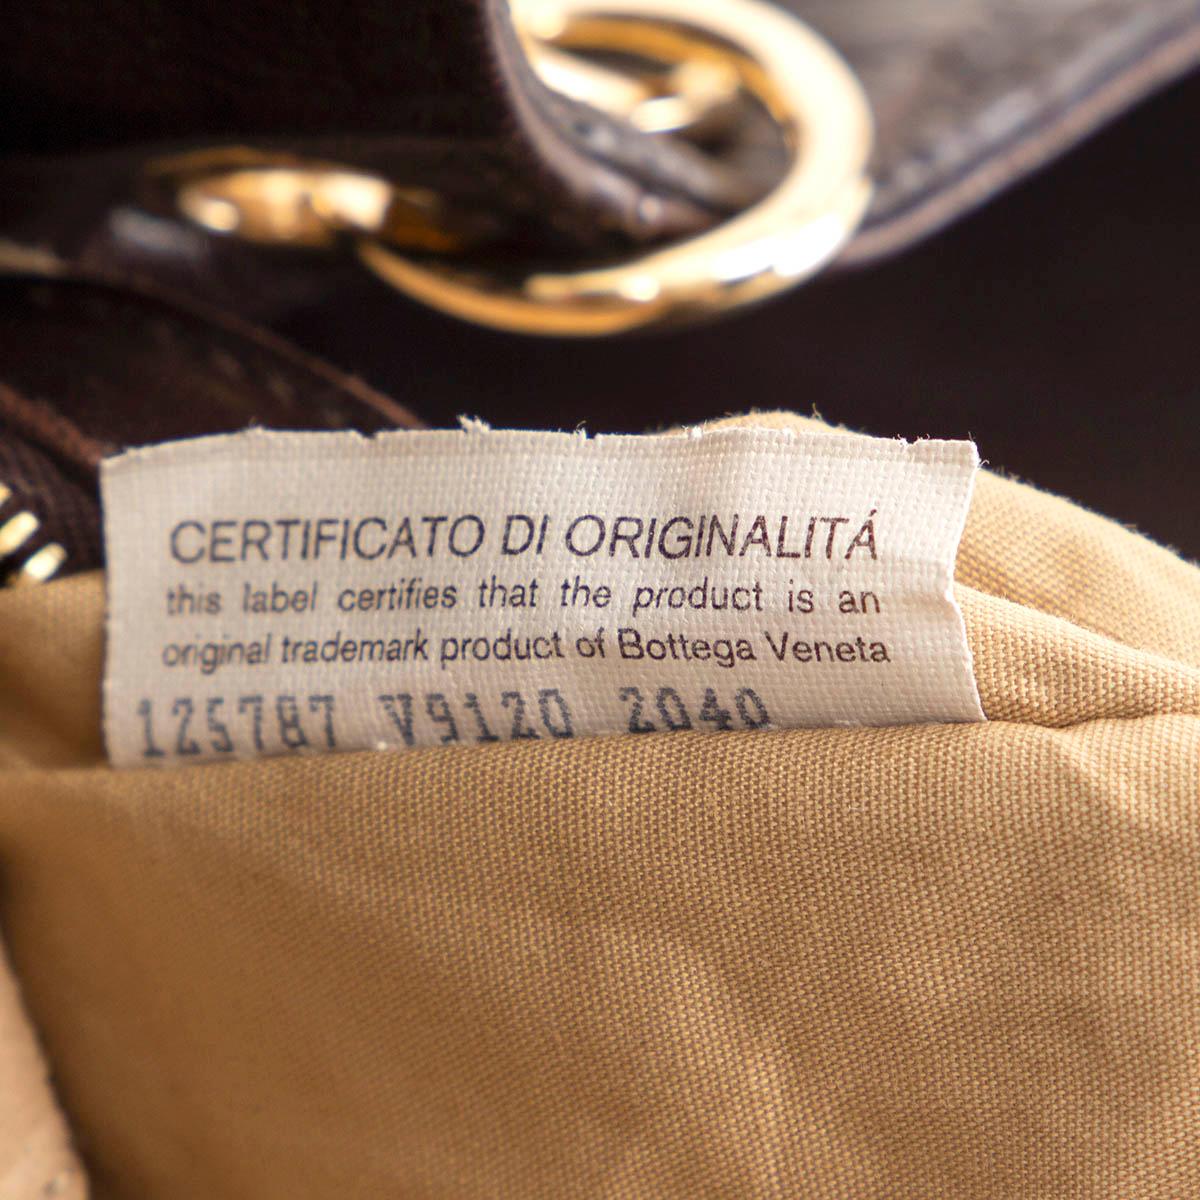 CERTIFICATO DI ORIGINALITÁ
this label certifies that the product is an
original trademark product of Bottega Veneta
125787 V9120 2040